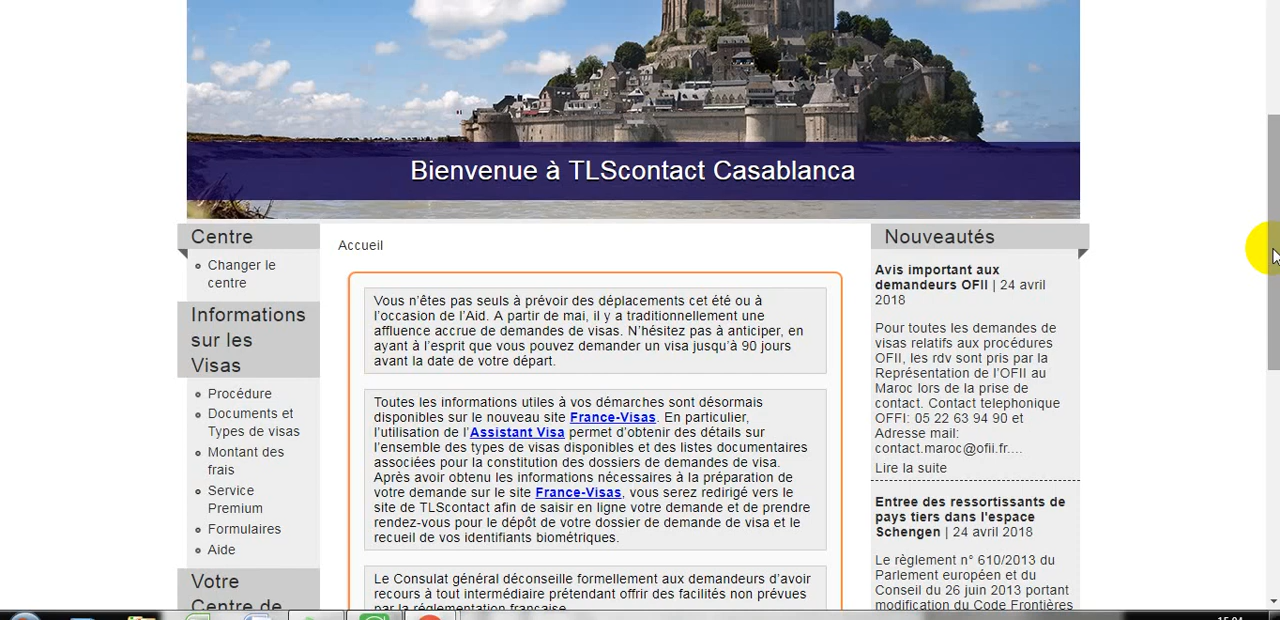 Bienvenue à TLScontact Casablanca
Centre
Changer le
centre
Informations
sur les
Visas
Procédure
Documents et
Types de visas
Montant des
frais
Service
Premium
Formulaires
Aide
Votre
Centre de
Accueil
Vous n'êtes pas seuls à prévoir des déplacements cet été ou à
l'occasion de l'Aid. A partir de mai, il y a traditionnellement une
affluence accrue de demandes de visas. N'hésitez pas à anticiper, en
ayant à l'esprit que vous pouvez demander un visa jusqu'à 90 jours
avant la date de votre départ.
Toutes les informations utiles à vos démarches sont désormais
disponibles sur le nouveau site France-Visas. En particulier,
l'utilisation de l'Assistant Visa permet d'obtenir des détails sur
l'ensemble des types de visas disponibles et des listes documentaires
associées pour la constitution des dossiers de demandes de visa.
Après avoir obtenu les informations nécessaires à la préparation de
votre demande sur le site France-Visas, vous serez redirigé vers le
site de TLScontact afin de saisir en ligne votre demande et de prendre
rendez-vous pour le dépôt de votre dossier de demande de visa et le
recueil de vos identifiants biométriques.
Le Consulat général déconseille formellement aux demandeurs d'avoir
recours à tout intermédiaire prétendant offrir des facilités non prévues
par la réglementation française.
Nouveautés
Avis important aux
demandeurs OFII | 24 avril
2018
Pour toutes les demandes de
visas relatifs aux procédures
OFII, les rdv sont pris par la
Représentation de l'OFII au
Maroc lors de la prise de
contact. Contact telephonique
OFFI: 05 22 63 94 90 et
Adresse mail:
contact.maroc@ofii.fr....
Lire la suite
Entree des ressortissants de
pays tiers dans l'espace
Schengen | 24 avril 2018
Le règlement n° 610/2013 du
Parlement européen et du
Conseil du 26 juin 2013 portant
modification du Code Frontières